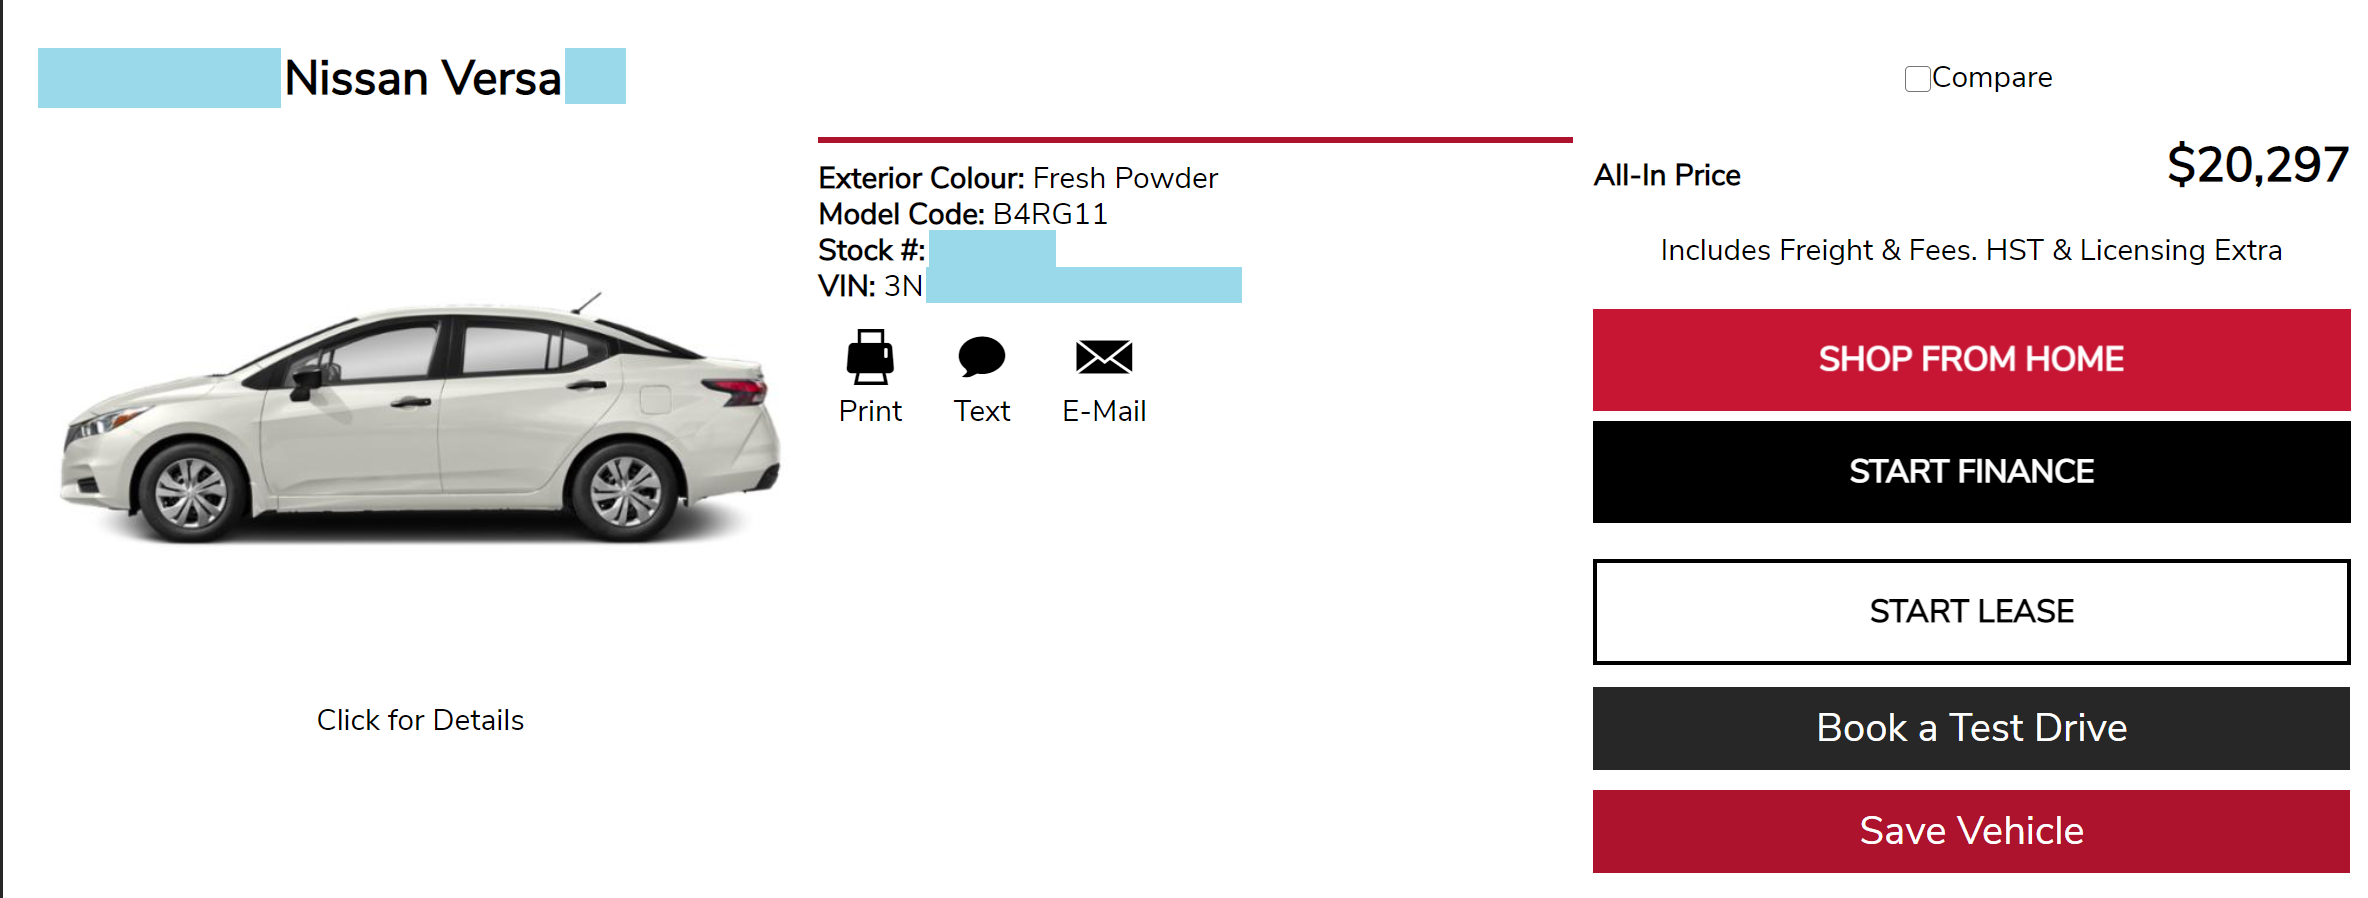 Nissan Versa
Compare
Exterior Colour: Fresh Powder
Model Code: B4RG11
Stock #:
VIN: 3N
Print
Text
E-Mail
Click for Details
All-In Price
$20,297
Includes Freight & Fees. HST & Licensing Extra
SHOP FROM HOME
START FINANCE
START LEASE
Book a Test Drive
Save Vehicle